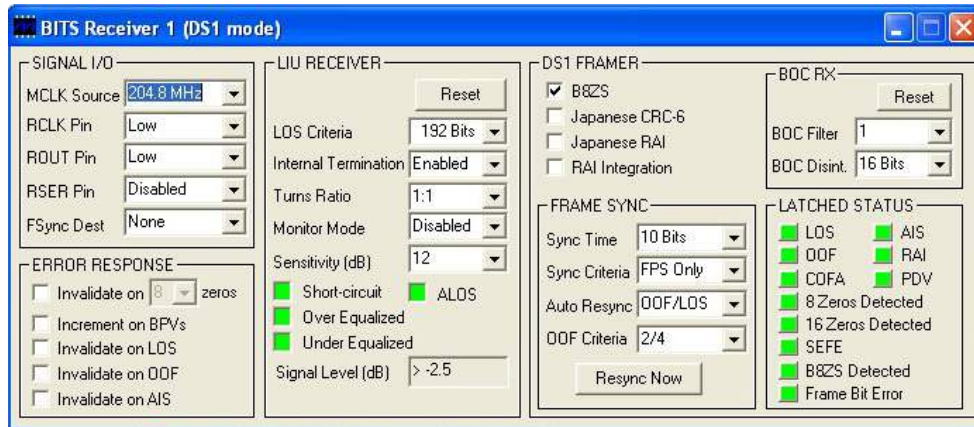 BITS Receiver 1 (DS1 mode)
SIGNAL I/O
MCLK Source 204.8 MHz
RCLK Pin Low
ROUT Pin Low
RSER Pin Disabled
FSync Dest None
ERROR RESPONSE
Invalidate on 8 zeros
Increment on BPVs
Invalidate on LOS
Invalidate on OOF
Invalidate on AIS
LIU RECEIVER
Reset
LOS Criteria 192 Bits
Internal Termination Enabled
Turns Ratio 1:1
Monitor Mode Disabled
Sensitivity (dB) 12
Short-circuit ALOS
Over Equalized
Under Equalized
Signal Level (dB) > -2.5
DS1 FRAMER
B8ZS
Japanese CRC-6
Japanese RAI
RAI Integration
BOC RX
Reset
BOC Filter 1
BOC Disint. 16 Bits
FRAME SYNC
Sync Time 10 Bits
Sync Criteria FPS Only
Auto Resync OOF/LOS
OOF Criteria 2/4
Resync Now
LATCHED STATUS
LOS AIS
OOF RAI
COFA PDV
8 Zeros Detected
16 Zeros Detected
SEFE
B8ZS Detected
Frame Bit Error